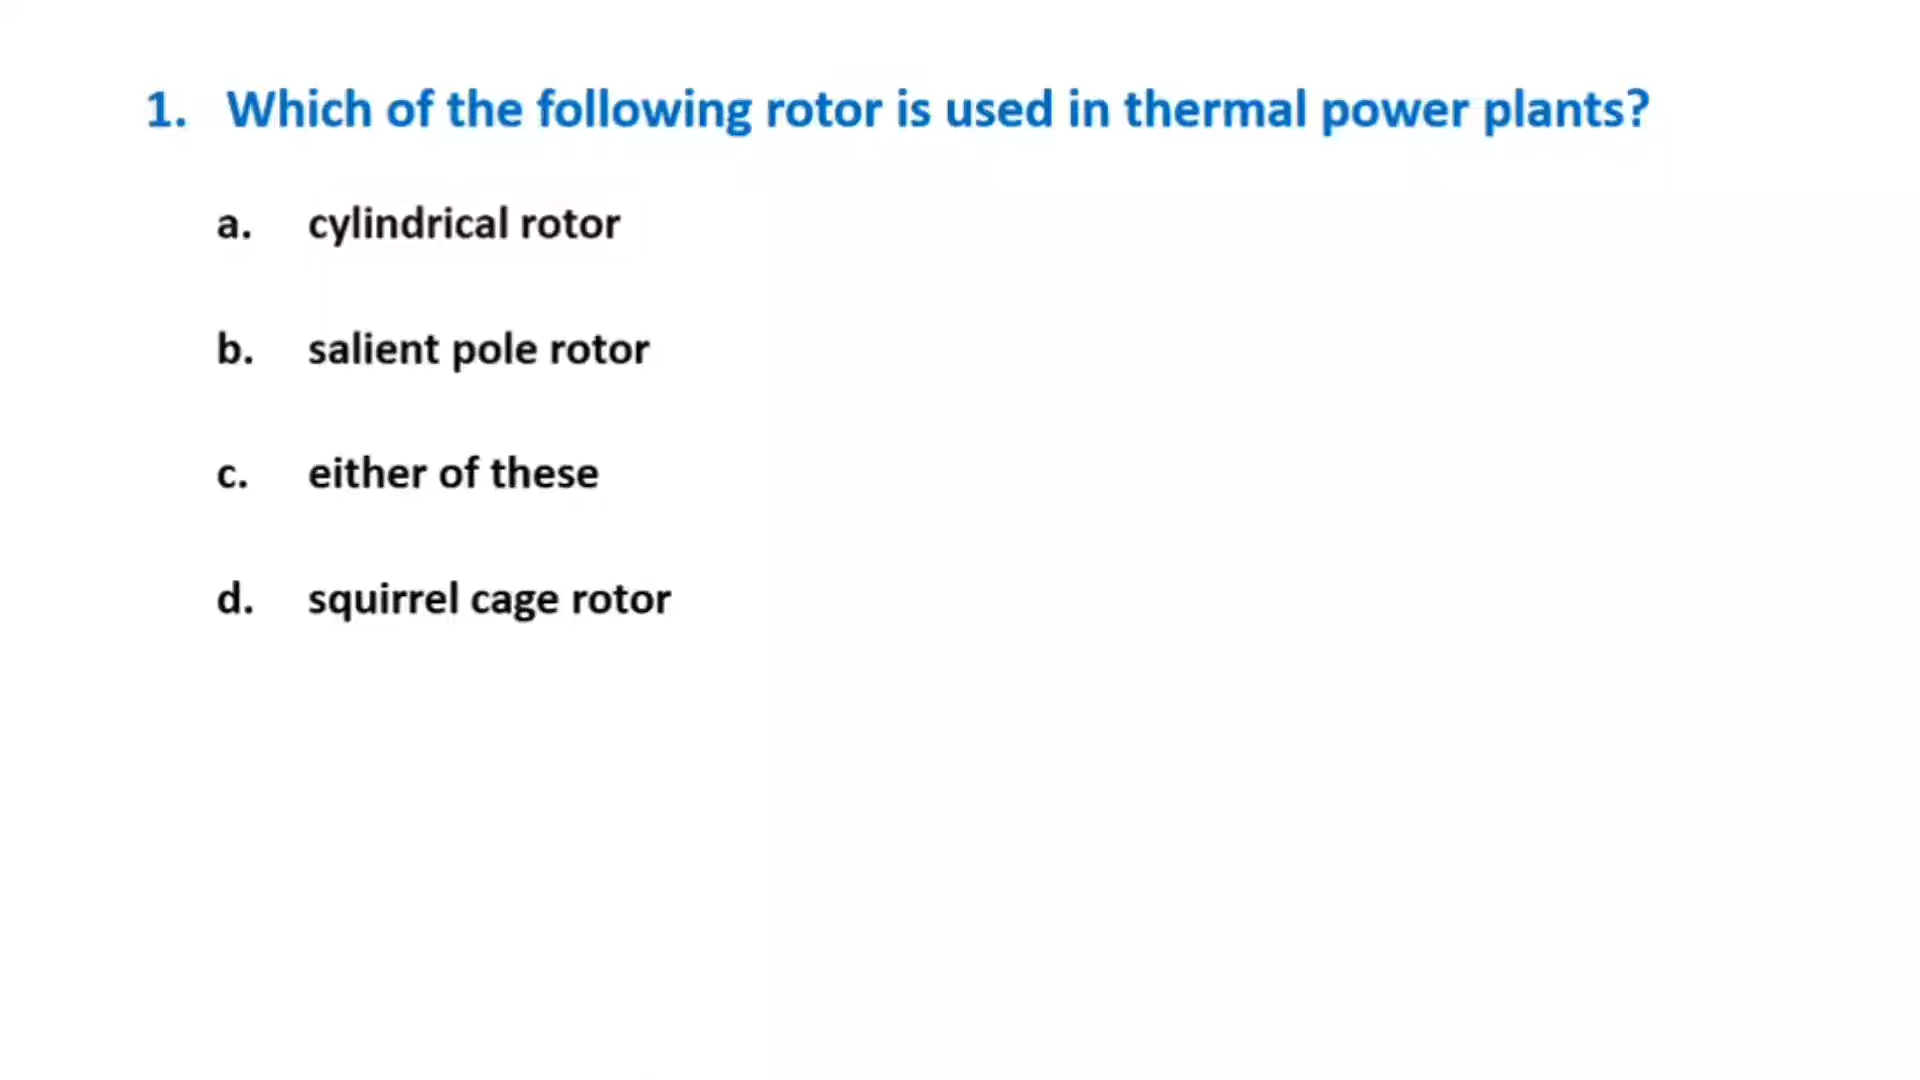 1. Which of the following rotor is used in thermal power plants?
a. cylindrical rotor
b. salient pole rotor
c. either of these
d. squirrel cage rotor